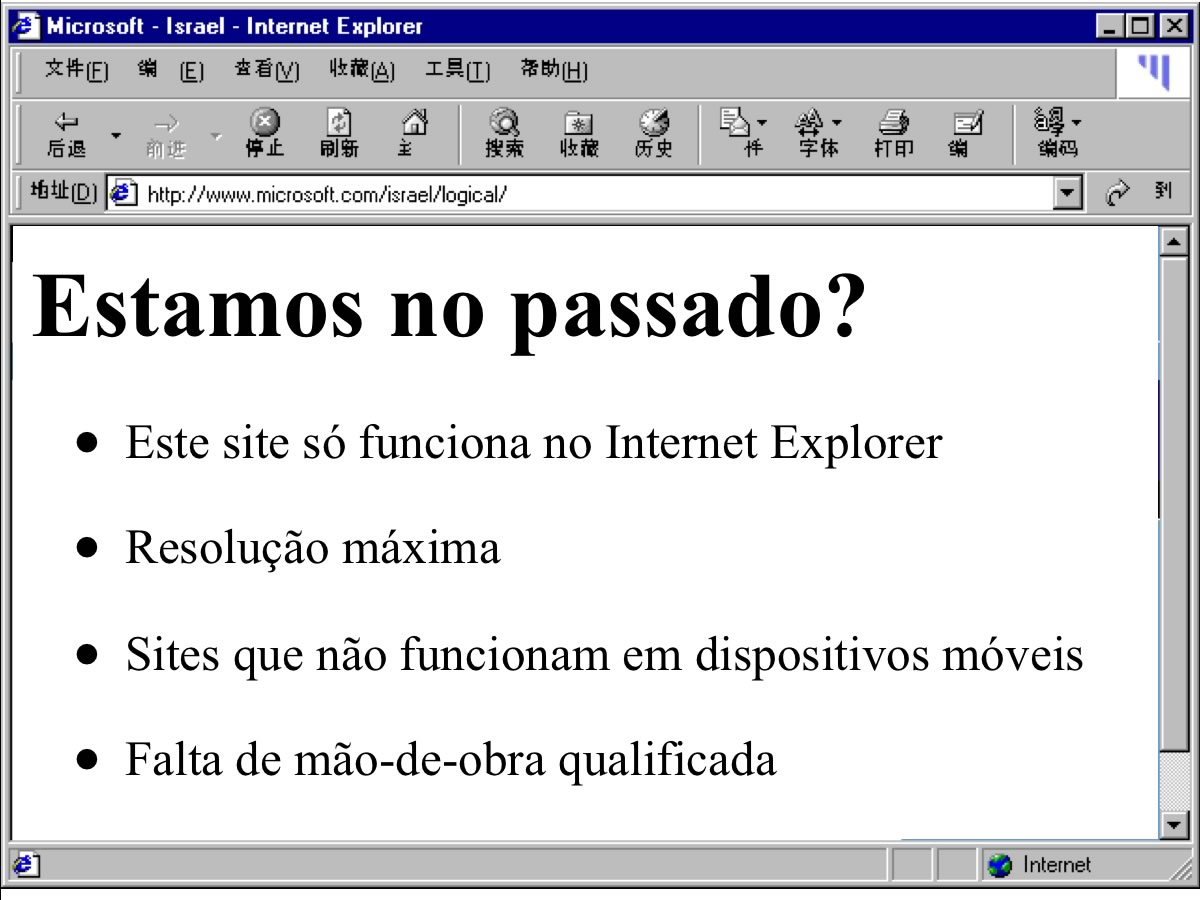 Microsoft - Israel - Internet Explorer
文件(F) 编 (E) 查看(V) 收藏(A) 工具(T) 帮助(H)
后退 前进 停止 刷新 主 搜索 收藏 历史 件 字体 打印 编 编码
地址(D) http://www.microsoft.com/israel/logical/ 到
Estamos no passado?
• Este site só funciona no Internet Explorer
• Resolução máxima
• Sites que não funcionam em dispositivos móveis
• Falta de mão-de-obra qualificada
Internet